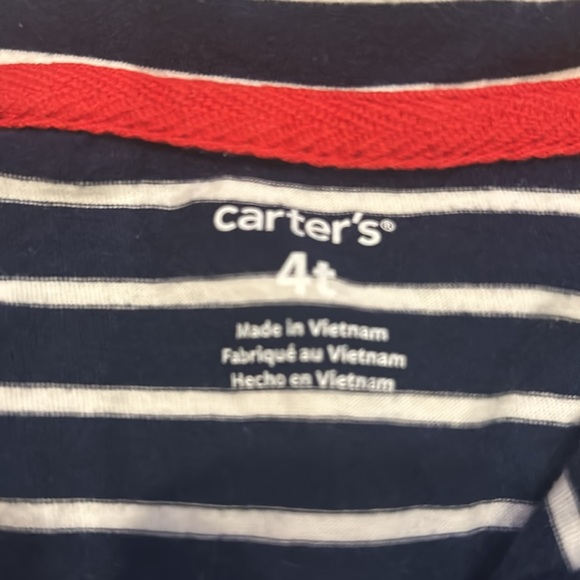 carter's®
4t
Made in Vietnam
Fabriqué au Vietnam
Hecho en Vietnam